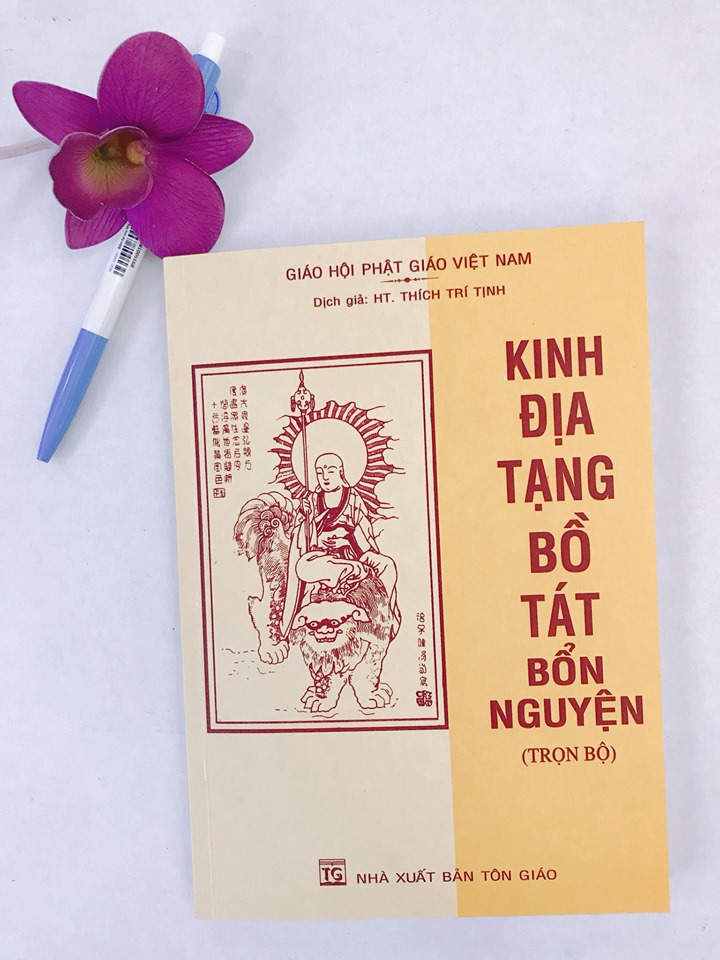 GIÁO HỘI PHẬT GIÁO VIỆT NAM
Dịch giả: HT. THÍCH TRÍ TỊNH
KINH
ĐỊA
TẠNG
BỒ
TÁT
BỔN
NGUYỆN
(TRỌN BỘ)
TG
NHÀ XUẤT BẢN TÔN GIÁO